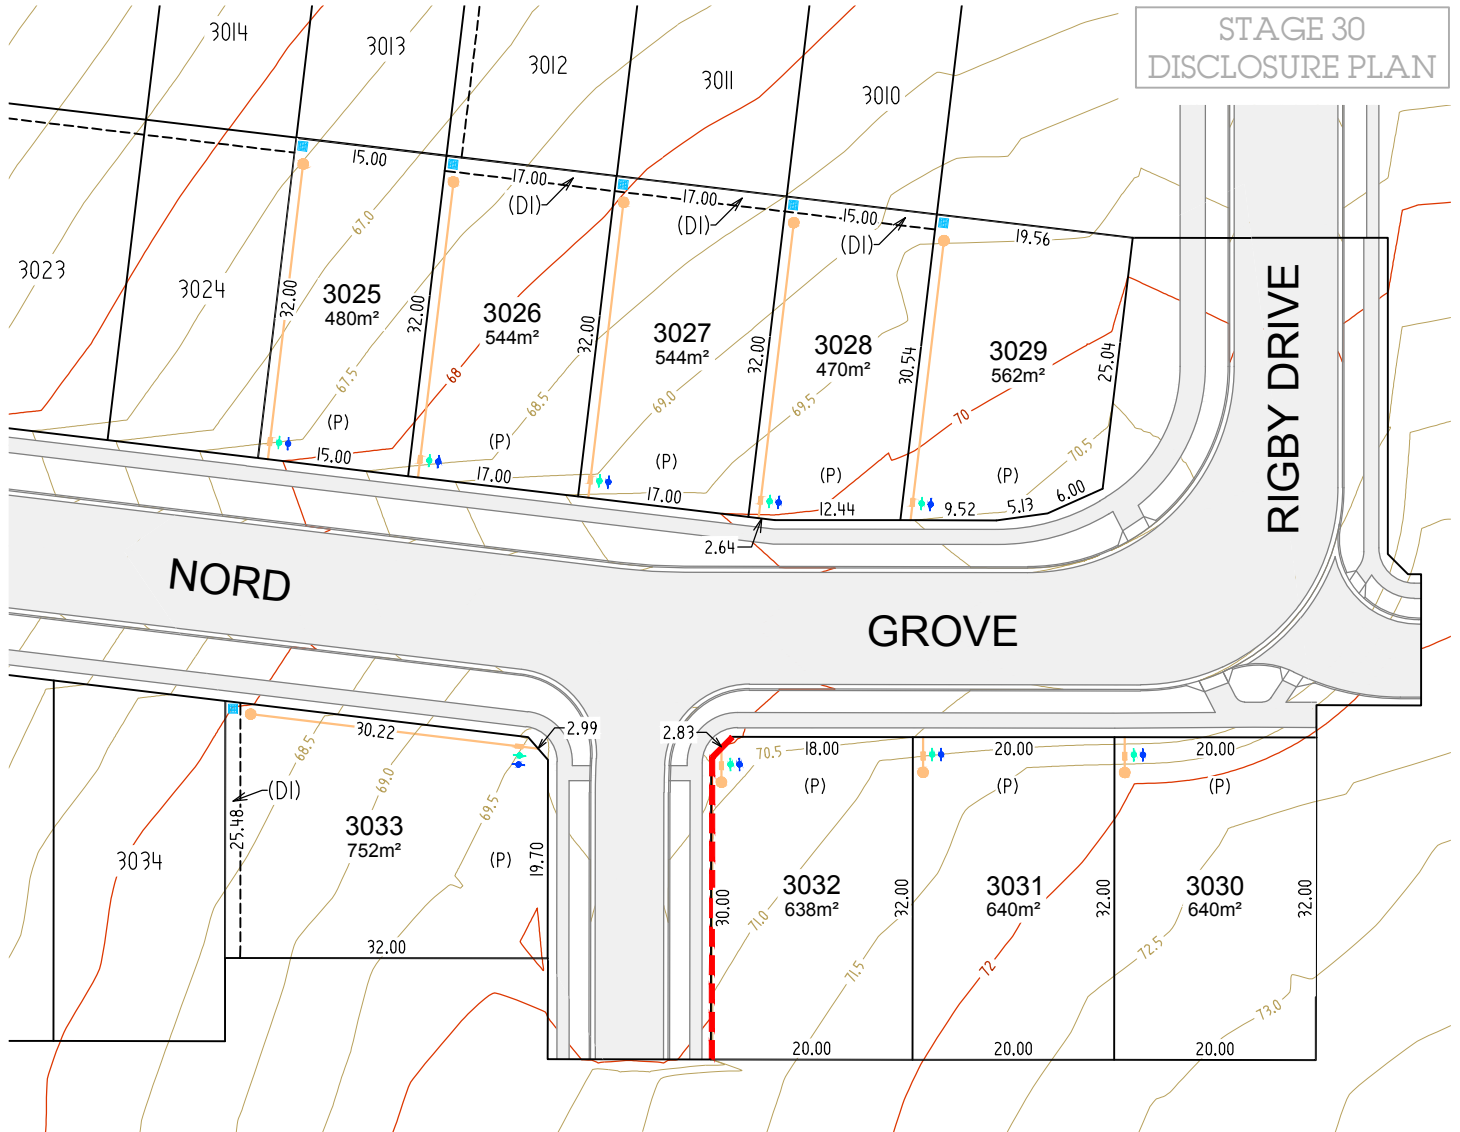 STAGE 30
DISCLOSURE PLAN
3014
3013
3012
3011
3010
15.00
17.00
(D1)
17.00
(D1)
15.00
(D1)
19.56
67.0
3023
3024
32.00
3025
480m²
32.00
3026
544m²
32.00
3027
544m²
32.00
3028
470m²
30.54
3029
562m²
25.04
RIGBY DRIVE
67.5
68
68.5
69.0
69.5
70
70.5
(P)
(P)
(P)
(P)
(P)
15.00
17.00
17.00
12.44
9.52
5.13
6.00
2.64
NORD
GROVE
30.22
2.99
2.83
18.00
20.00
20.00
68.5
69.0
69.5
70.5
(P)
(P)
(P)
(D1)
25.48
3033
752m²
(P)
19.70
3034
32.00
30.00
3032
638m²
32.00
3031
640m²
32.00
3030
640m²
32.00
71.0
71.5
72
72.5
73.0
20.00
20.00
20.00